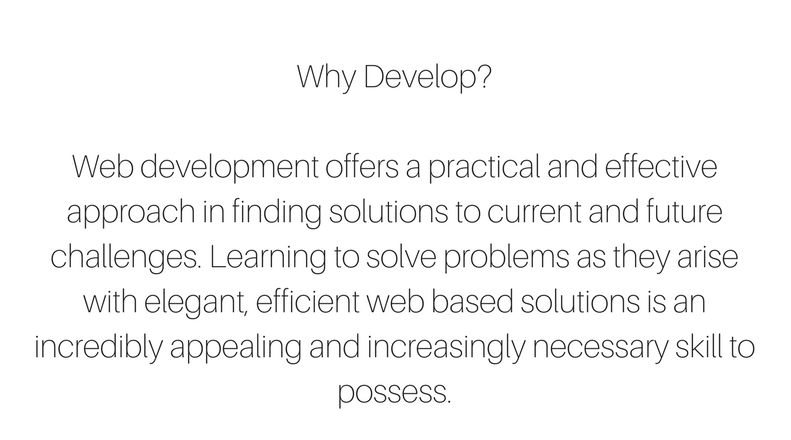 Why Develop?
Web development offers a practical and effective
approach in finding solutions to current and future
challenges. Learning to solve problems as they arise
with elegant, efficient web based solutions is an
incredibly appealing and increasingly necessary skill to
possess.